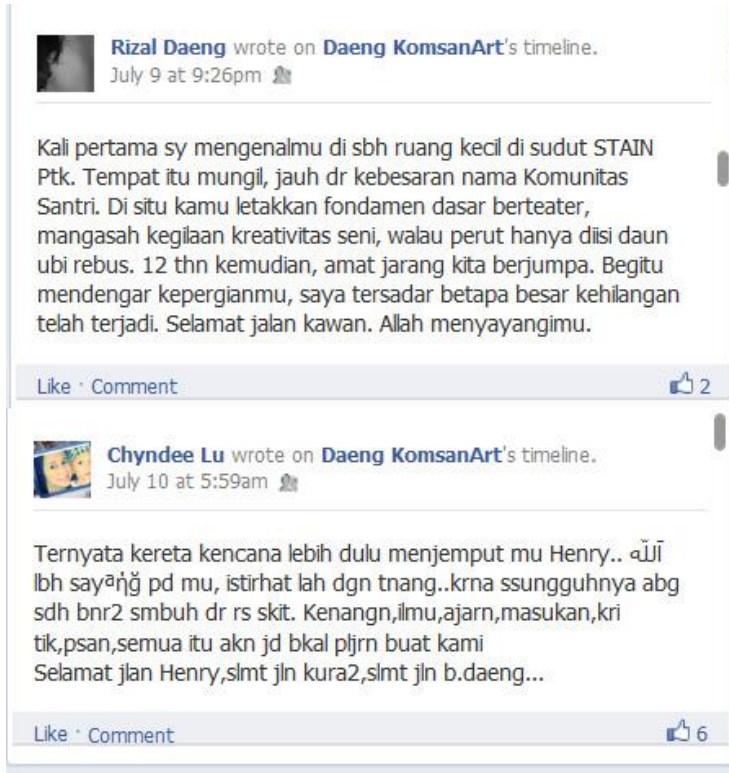 Rizal Daeng wrote on Daeng KomsanArt's timeline.
July 9 at 9:26pm
Kali pertama sy mengenalmu di sbh ruang kecil di sudut STAIN
Ptk. Tempat itu mungil, jauh dr kebesaran nama Komunitas
Santri. Di situ kamu letakkan fondamen dasar berteater,
mangasah kegilaan kreativitas seni, walau perut hanya diisi daun
ubi rebus. 12 thn kemudian, amat jarang kita berjumpa. Begitu
mendengar kepergianmu, saya tersadar betapa besar kehilangan
telah terjadi. Selamat jalan kawan. Allah menyayangimu.
Like · Comment 2
Chyndee Lu wrote on Daeng KomsanArt's timeline.
July 10 at 5:59am
Ternyata kereta kencana lebih dulu menjemput mu Henry.. آللّه
lbh sayªήğ pd mu, istirhat lah dgn tnang..krna ssungguhnya abg
sdh bnr2 smbuh dr rs skit. Kenangn,ilmu,ajarn,masukan,kri
tik,psan,semua itu akn jd bkal pljrn buat kami
Selamat jlan Henry,slmt jln kura2,slmt jln b.daeng...
Like · Comment 6